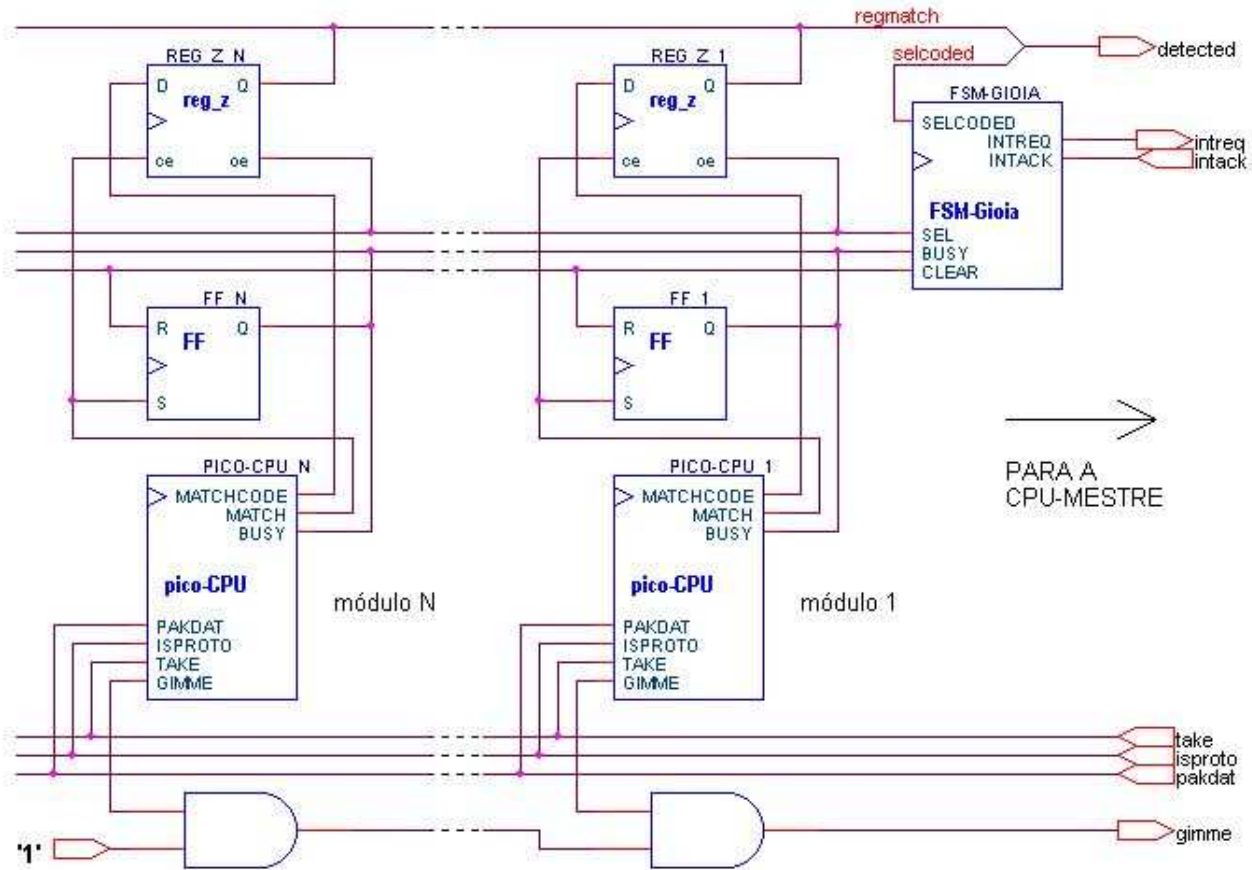 regmatch
detected
selcoded
REG_Z_N
D Q
reg_z
ce oe
REG_Z_1
D Q
reg_z
ce oe
FSM-GIOIA
SELCODED
INTREQ
INTACK
FSM-Gioia
SEL
BUSY
CLEAR
intreq
intack
FF_N
R Q
FF
S
FF_1
R Q
FF
S
PICO-CPU_N
MATCHCODE
MATCH
BUSY
pico-CPU
PAKDAT
ISPROTO
TAKE
GIMME
módulo N
PICO-CPU_1
MATCHCODE
MATCH
BUSY
pico-CPU
PAKDAT
ISPROTO
TAKE
GIMME
módulo 1
PARA A
CPU-MESTRE
take
isproto
pakdat
'1'
gimme